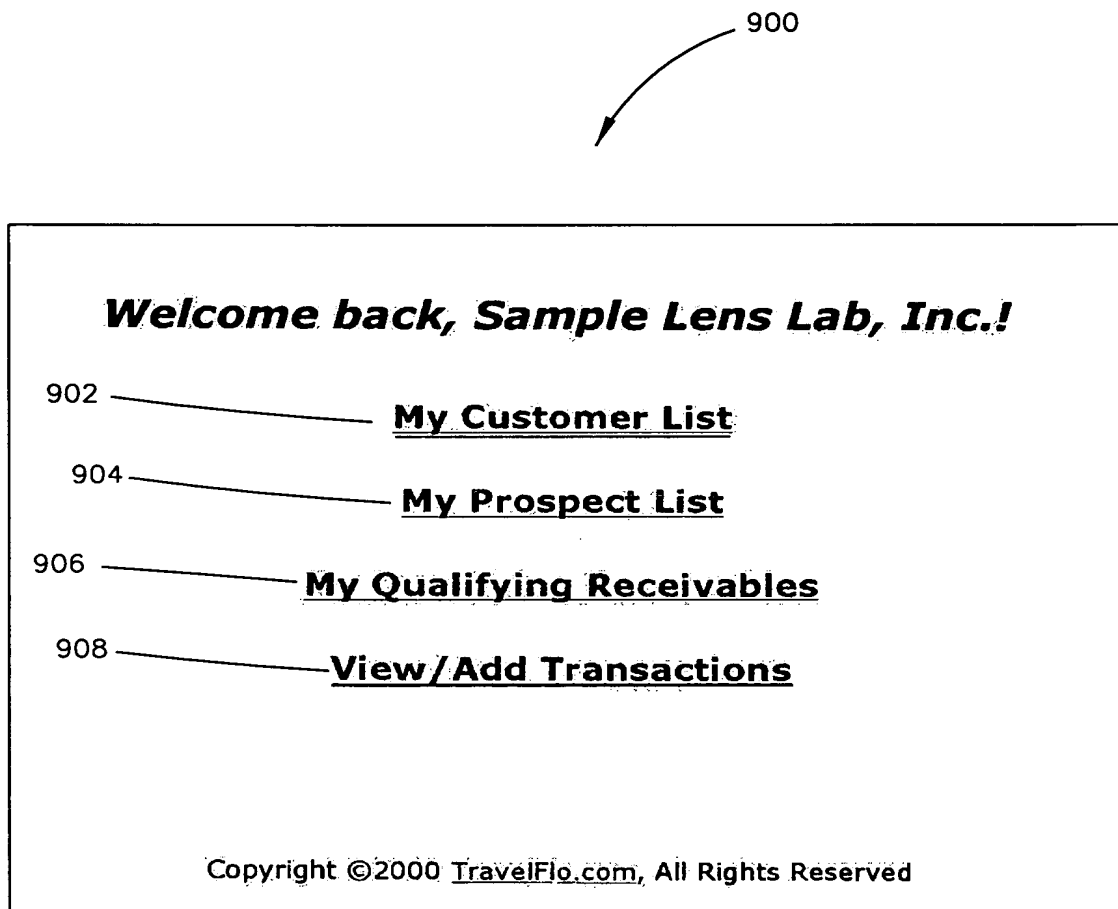 900
Welcome back, Sample Lens Lab, Inc.!
902
My Customer List
904
My Prospect List
906
My Qualifying Receivables
908
View/Add Transactions
Copyright ©2000 TravelFlo.com, All Rights Reserved